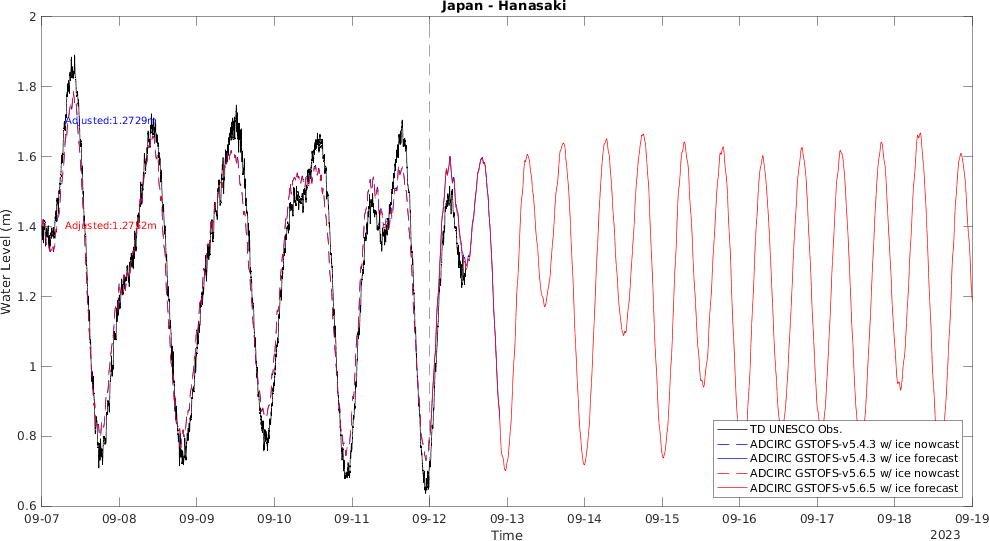 Japan - Hanasaki
Water Level (m)
2
1.8
1.6
1.4
1.2
1
0.8
0.6
Adjusted:1.2729m
Adjusted:1.2752m
TD UNESCO Obs.
ADCIRC GSTOFS-v5.4.3 w/ ice nowcast
ADCIRC GSTOFS-v5.4.3 w/ ice forecast
ADCIRC GSTOFS-v5.6.5 w/ ice nowcast
ADCIRC GSTOFS-v5.6.5 w/ ice forecast
09-07 09-08 09-09 09-10 09-11 09-12 09-13 09-14 09-15 09-16 09-17 09-18 09-19
Time
2023